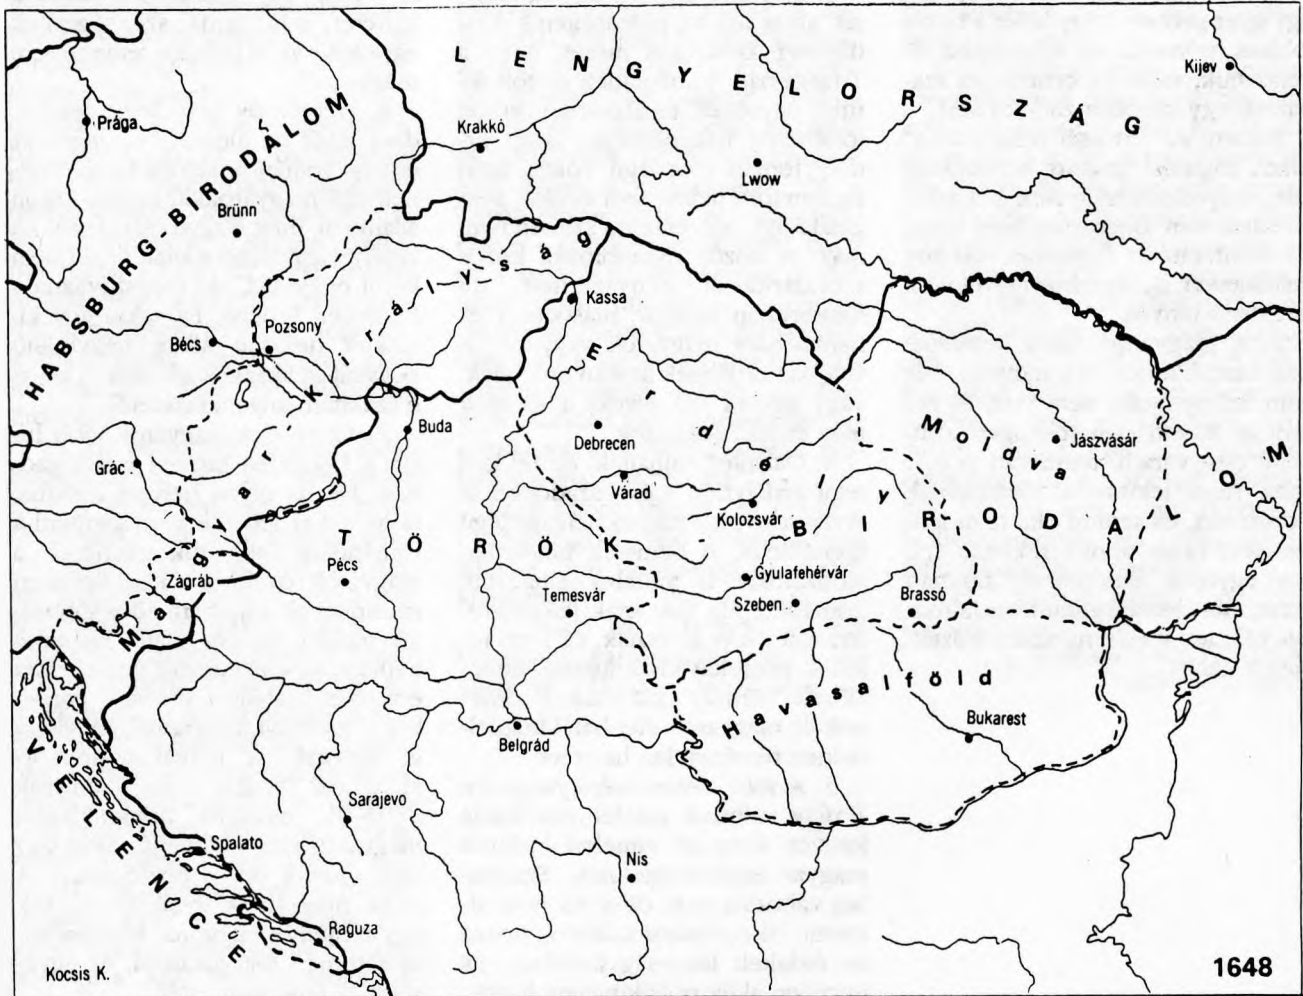 LENGYELORSZÁG
Kijev
Prága
HABSBURG BIRODALOM
Krakkó
Lwow
Brünn
Magyar Királyság
Kassa
Bécs
Pozsony
Erdély
Moldva
Buda
Debrecen
Jászvásár
Grác
Várad
Kolozsvár
TÖRÖK BIRODALOM
Pécs
Gyulafehérvár
Zágráb
Temesvár
Szeben
Brassó
Havasalföld
Bukarest
Belgrád
VELENCE
Sarajevo
Spalato
Nis
Raguza
Kocsis K.
1648